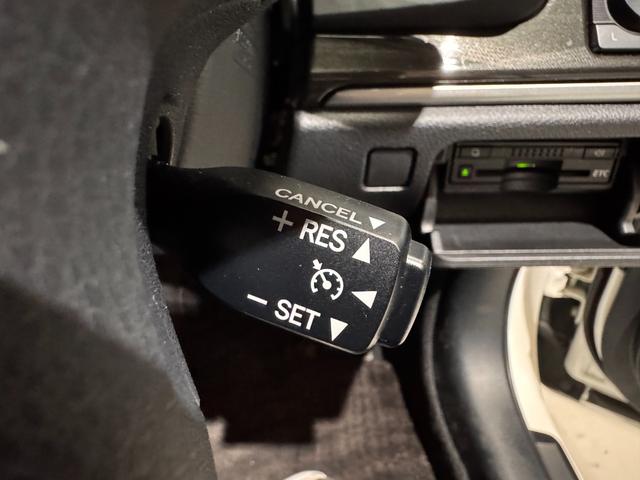 CANCEL ▼
+ RES ▲
◀
− SET ▼
ETC
L